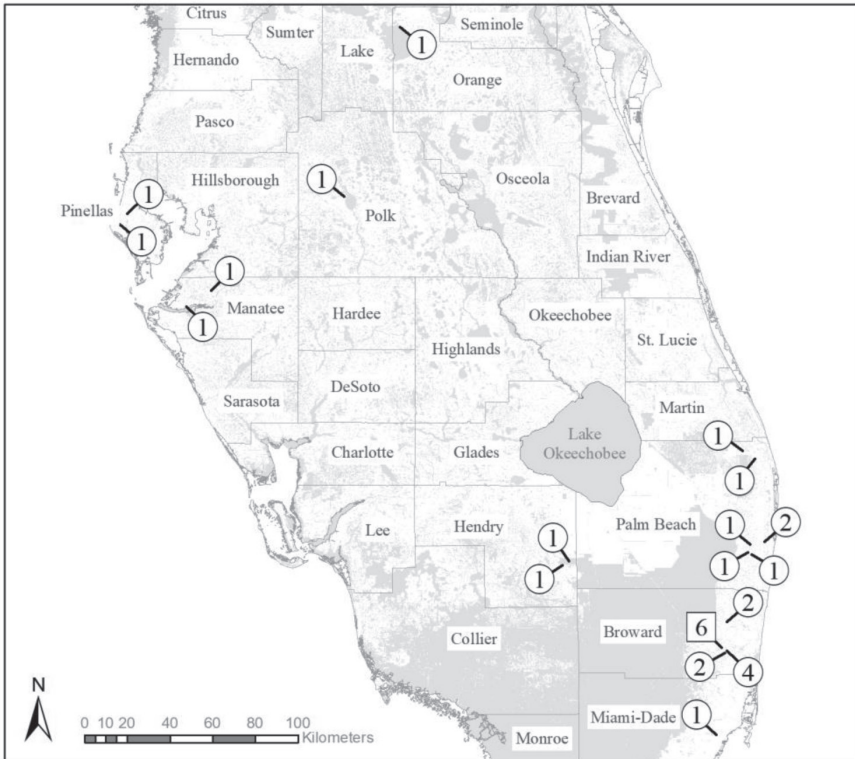 Citrus
Sumter
Lake
1
Seminole
Hernando
Orange
Pasco
Hillsborough
1
Osceola
1
Polk
Brevard
Pinellas
1
Indian River
1
Manatee
Hardee
Okeechobee
1
Highlands
St. Lucie
DeSoto
Sarasota
Martin
Lake
Okeechobee
1
Charlotte
Glades
1
Lee
Hendry
Palm Beach
1
2
1
1
1
1
2
Broward
6
Collier
2
4
N
Miami-Dade
1
0 10 20 40 60 80 100
Kilometers
Monroe